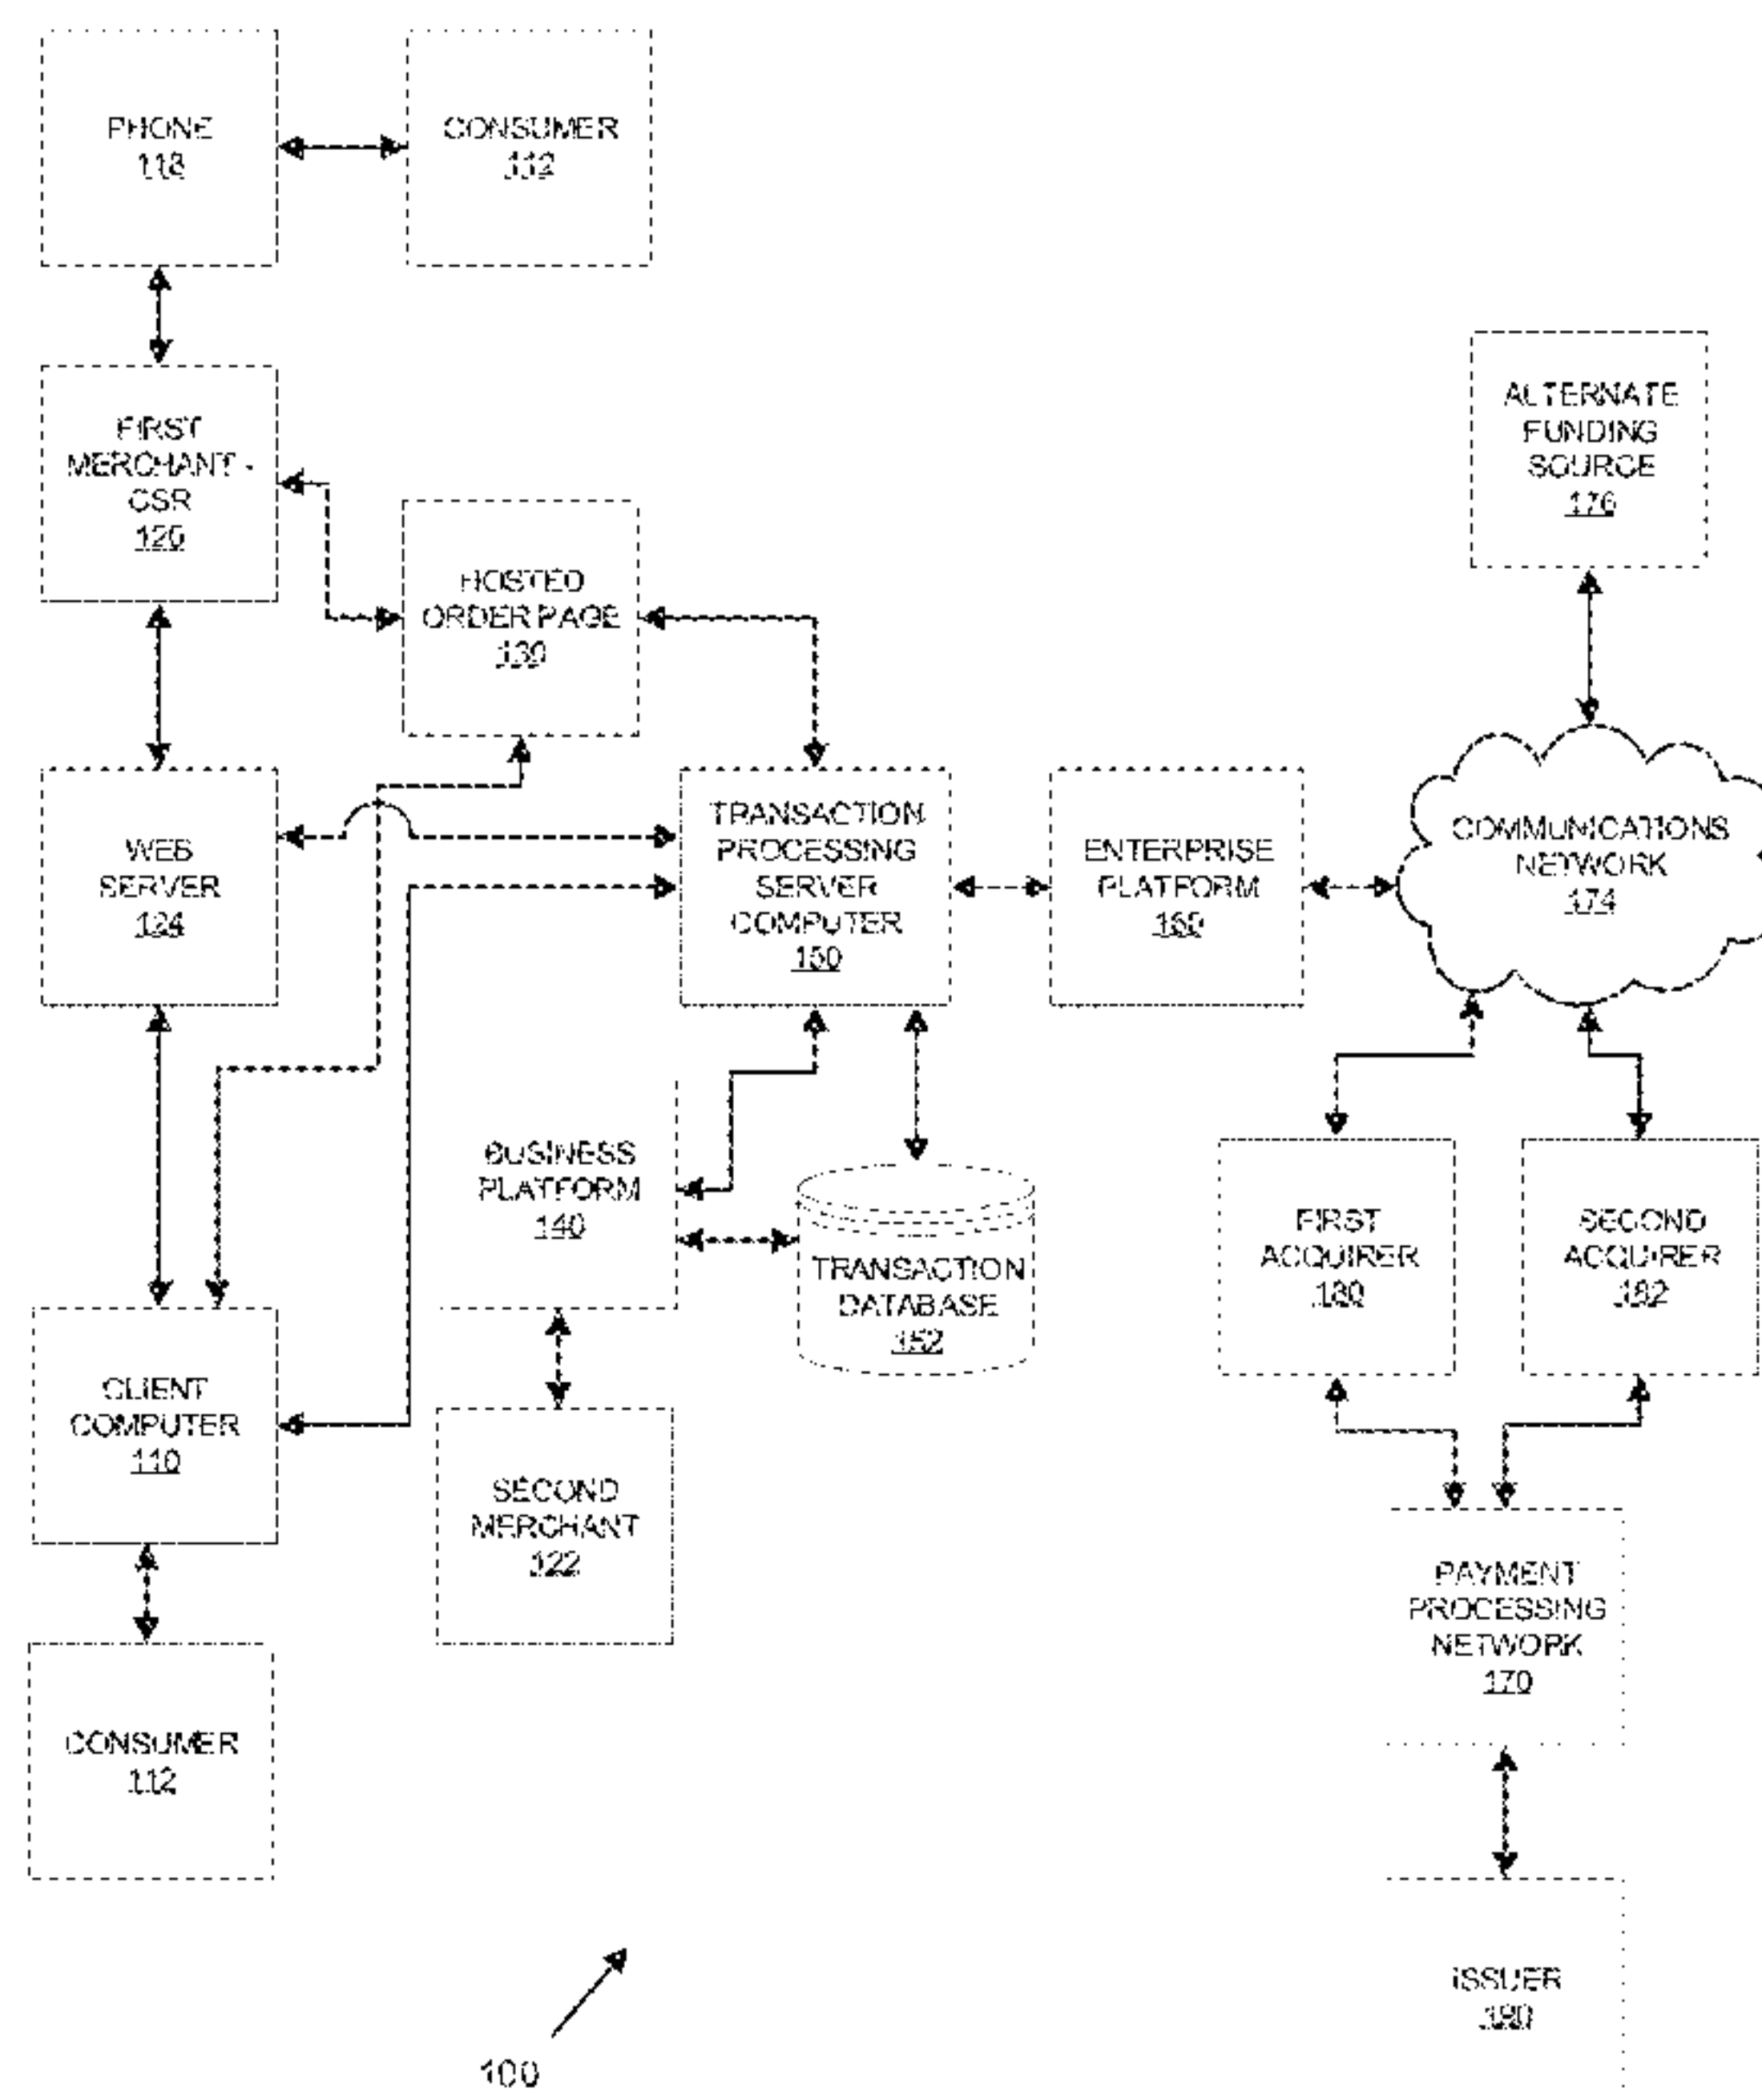 PHONE
118
CONSUMER
112
FIRST
MERCHANT -
CSR
120
ALTERNATE
FUNDING
SOURCE
176
HOSTED
ORDER PAGE
130
WEB
SERVER
124
TRANSACTION
PROCESSING
SERVER
COMPUTER
150
ENTERPRISE
PLATFORM
160
COMMUNICATIONS
NETWORK
174
BUSINESS
PLATFORM
140
TRANSACTION
DATABASE
152
FIRST
ACQUIRER
180
SECOND
ACQUIRER
182
CLIENT
COMPUTER
110
SECOND
MERCHANT
122
PAYMENT
PROCESSING
NETWORK
170
CONSUMER
112
ISSUER
190
100